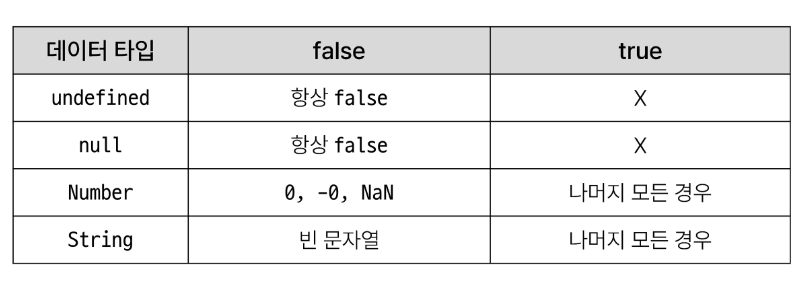 데이터 타입 false true
undefined 항상 false X
null 항상 false X
Number 0, -0, NaN 나머지 모든 경우
String 빈 문자열 나머지 모든 경우